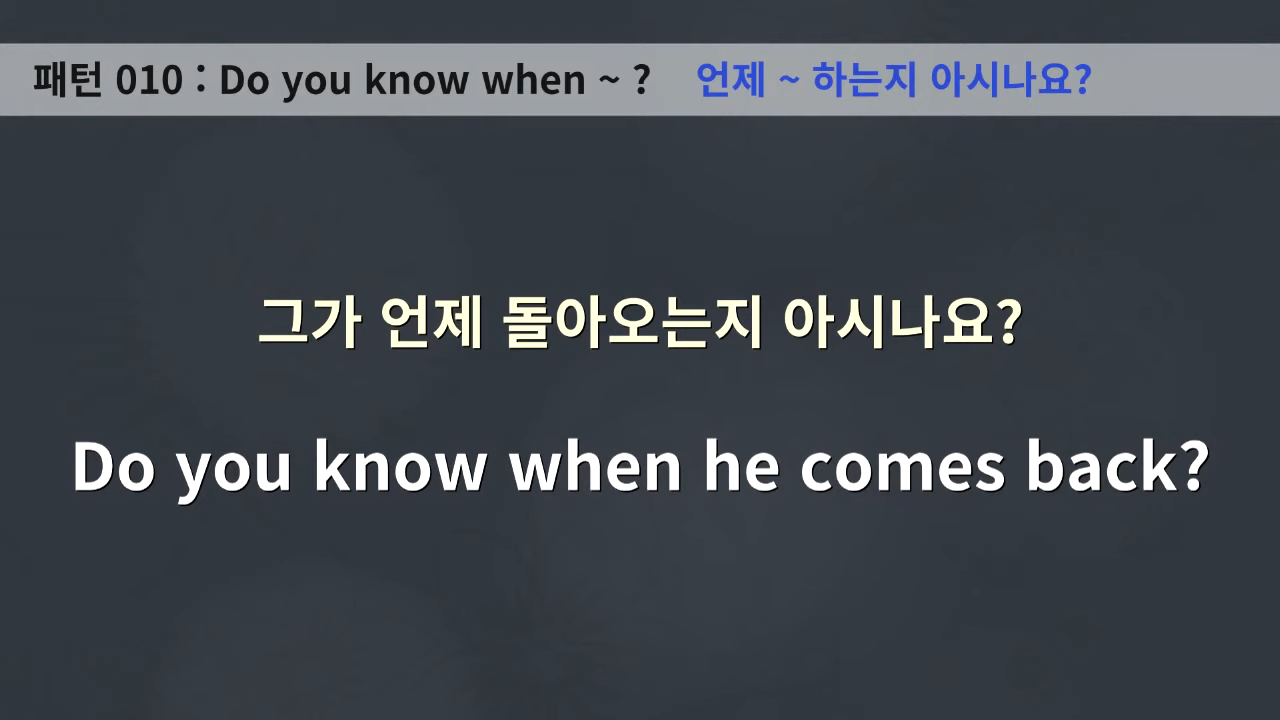 패턴 010 : Do you know when ~ ? 언제 ~ 하는지 아시나요?
그가 언제 돌아오는지 아시나요?
Do you know when he comes back?